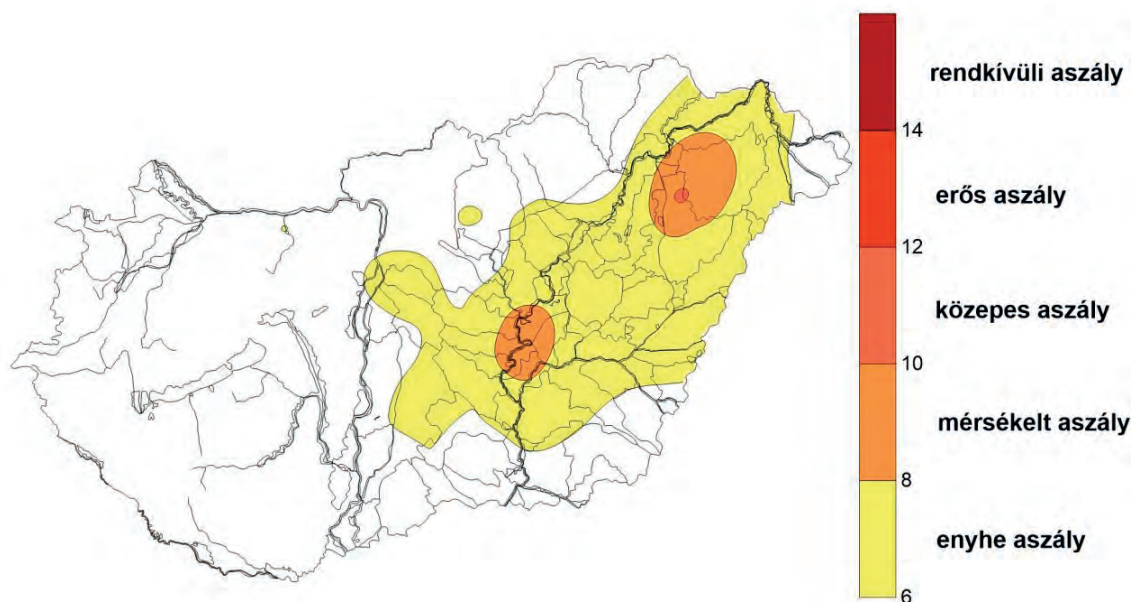 rendkívüli aszály
14
erős aszály
12
közepes aszály
10
mérsékelt aszály
8
enyhe aszály
6